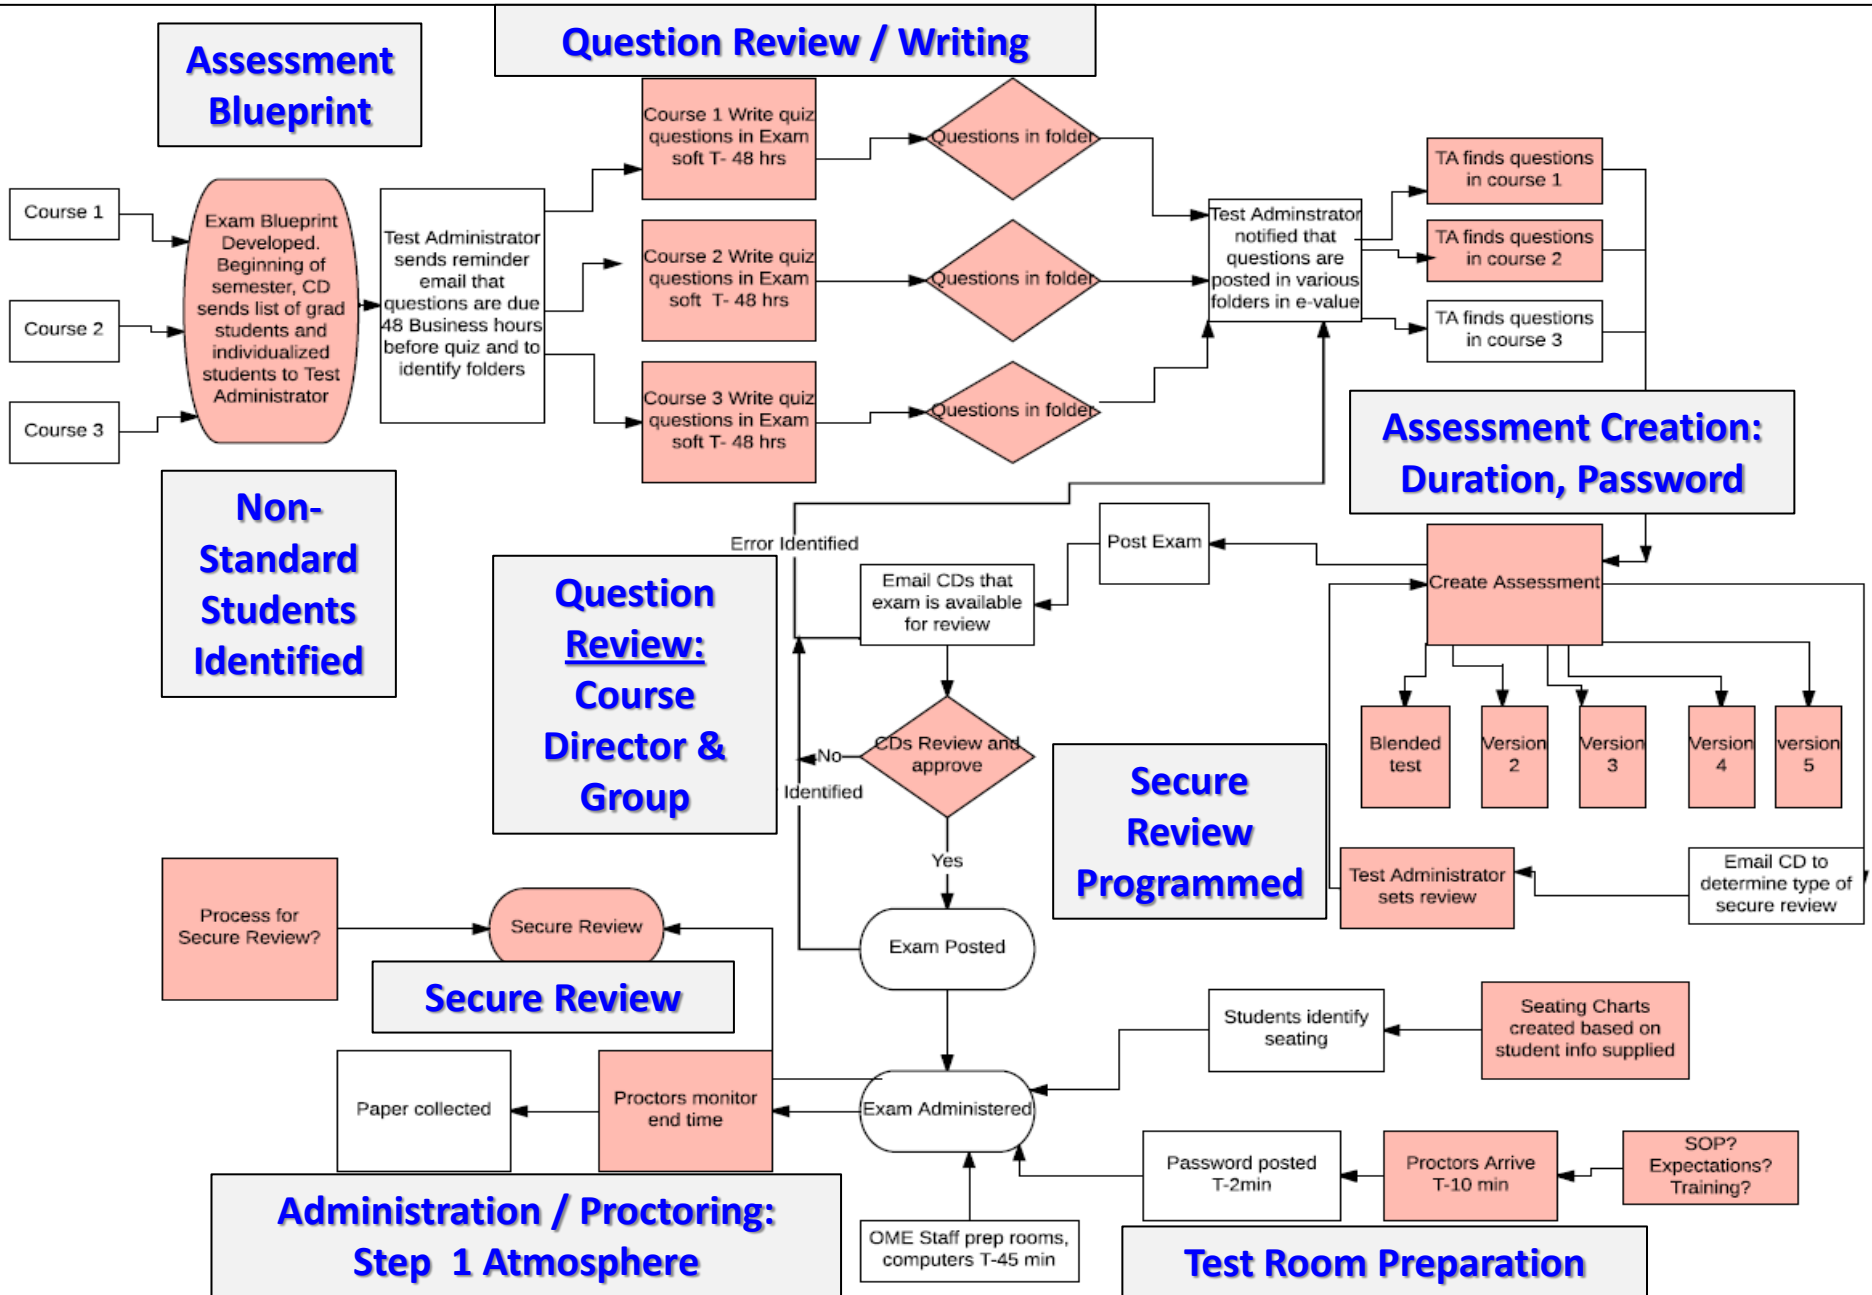 Assessment
Blueprint
Question Review / Writing
Course 1
Course 2
Course 3
Exam Blueprint
Developed.
Beginning of
semester, CD
sends list of grad
students and
individualized
students to Test
Administrator
Test Administrator
sends reminder
email that
questions are due
48 Business hours
before quiz and to
identify folders
Course 1 Write quiz
questions in Exam
soft T- 48 hrs
Course 2 Write quiz
questions in Exam
soft T- 48 hrs
Course 3 Write quiz
questions in Exam
soft T- 48 hrs
Questions in folder
Questions in folder
Questions in folder
Test Adminstrator
notified that
questions are
posted in various
folders in e-value
TA finds questions
in course 1
TA finds questions
in course 2
TA finds questions
in course 3
Assessment Creation:
Duration, Password
Non-
Standard
Students
Identified
Error Identified
Question
Review:
Course
Director &
Group
Email CDs that
exam is available
for review
Post Exam
Create Assessment
Blended
test
Version
2
Version
3
Version
4
version
5
CDs Review and
approve
No
Identified
Yes
Secure
Review
Programmed
Test Administrator
sets review
Email CD to
determine type of
secure review
Process for
Secure Review?
Secure Review
Secure Review
Exam Posted
Students identify
seating
Seating Charts
created based on
student info supplied
Paper collected
Proctors monitor
end time
Exam Administered
Password posted
T-2min
Proctors Arrive
T-10 min
SOP?
Expectations?
Training?
Administration / Proctoring:
Step 1 Atmosphere
OME Staff prep rooms,
computers T-45 min
Test Room Preparation